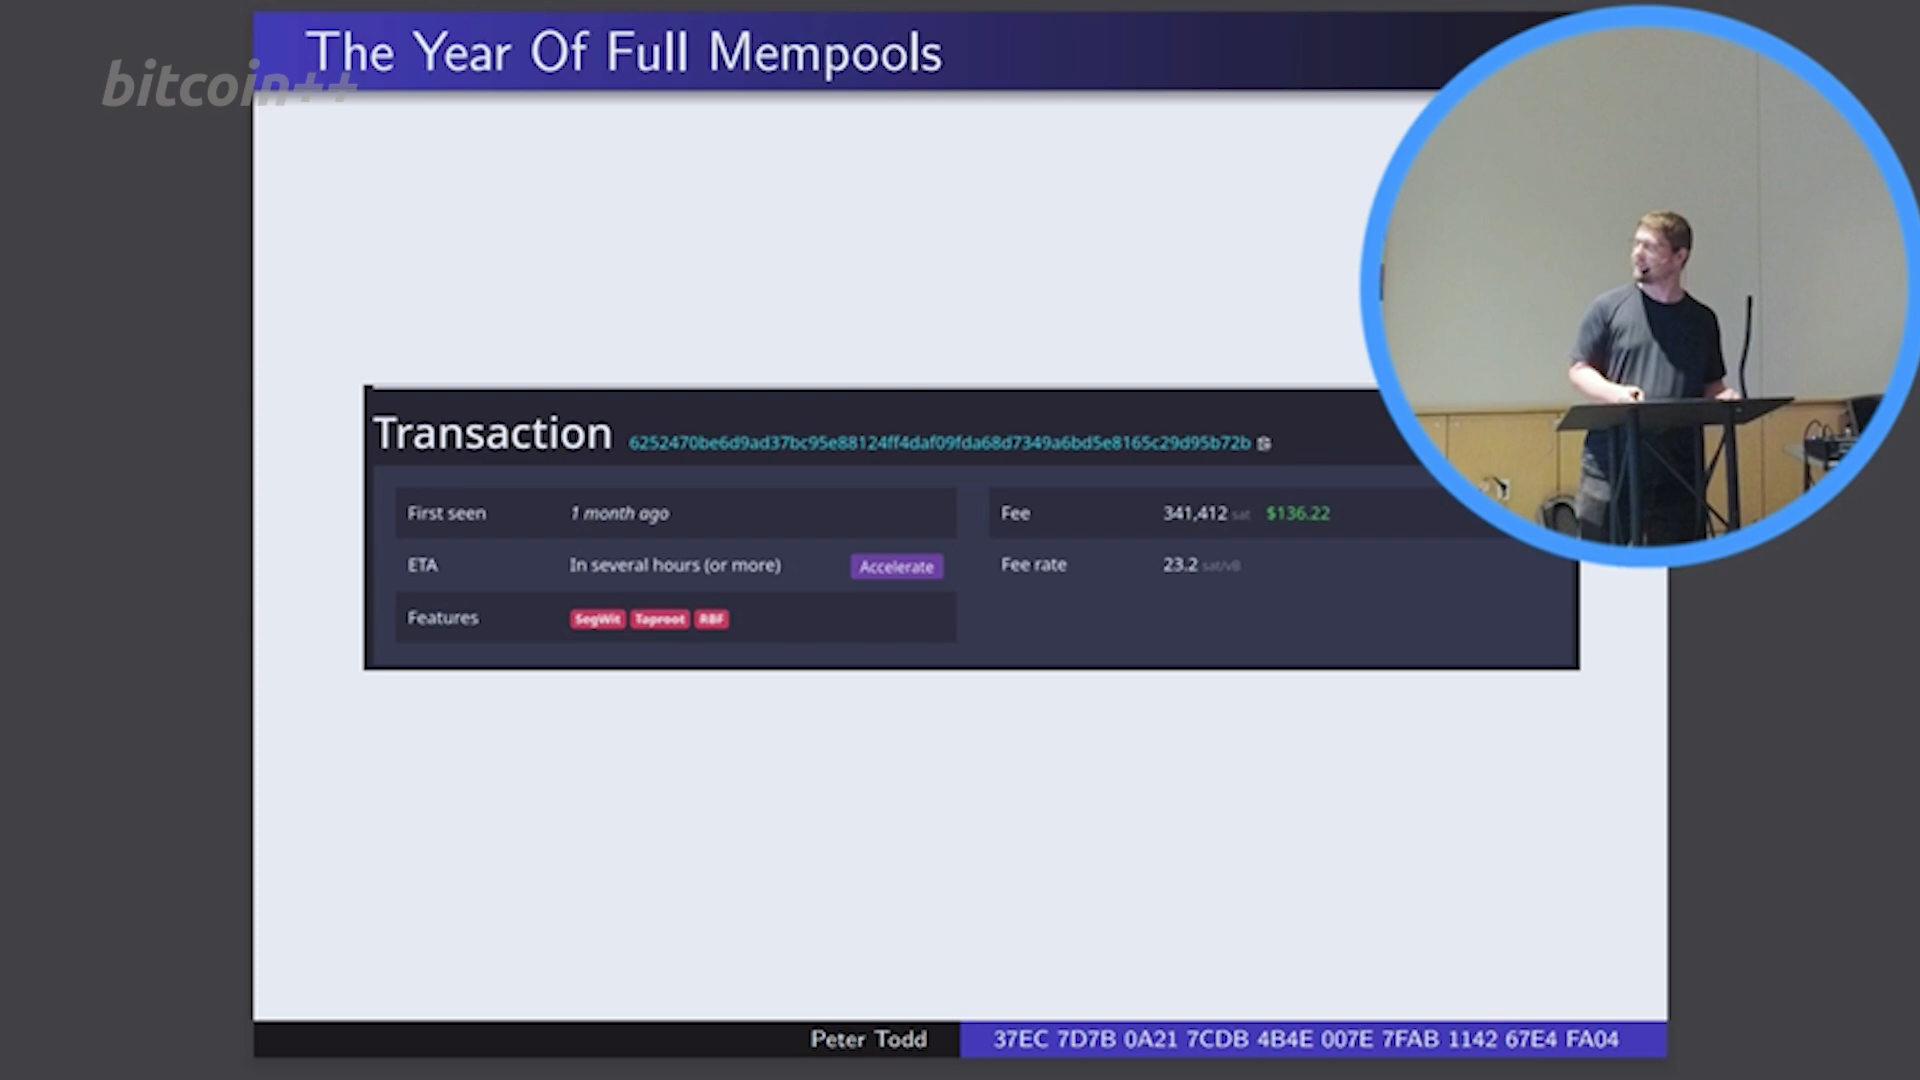 The Year Of Full Mempools
bitcoin++
Transaction 6252470be6d9ad37bc95e88124ff4daf09fda68d7349a6bd5e8165c29d95b72b
First seen 1 month ago
Fee 341,412 sat $136.22
ETA In several hours (or more) Accelerate
Fee rate 23.2 sat/vB
Features SegWit Taproot RBF
Peter Todd 37EC 7D7B 0A21 7CDB 4B4E 007E 7FAB 1142 67E4 FA04